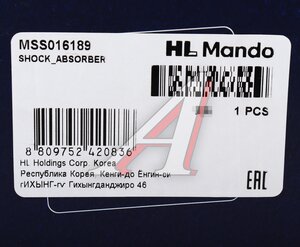 MSS016189
SHOCK_ABSORBER
HL Mando
1 PCS
8 809752 420836
HL Holdings Corp. Korea
Республика Корея, Кенги-до Енгин-си
гИХЫНГ-гу Гихынгданджиро 46
EAC